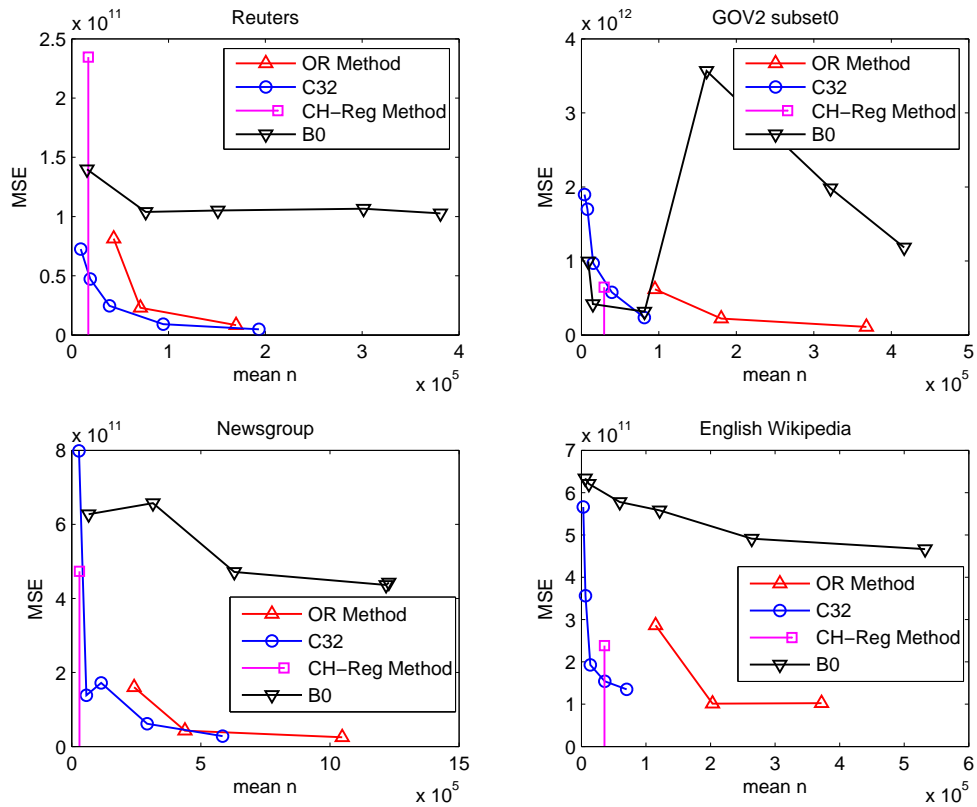 Reuters
x 10^11
2.5
2
1.5
1
0.5
0
MSE
0
1
2
3
4
mean n
x 10^5
OR Method
C32
CH-Reg Method
B0
GOV2 subset0
x 10^12
4
3
2
1
0
MSE
0
1
2
3
4
5
mean n
x 10^5
OR Method
C32
CH-Reg Method
B0
Newsgroup
x 10^11
8
6
4
2
0
MSE
0
5
10
15
mean n
x 10^5
OR Method
C32
CH-Reg Method
B0
English Wikipedia
x 10^11
7
6
5
4
3
2
1
0
MSE
0
1
2
3
4
5
6
mean n
x 10^5
OR Method
C32
CH-Reg Method
B0